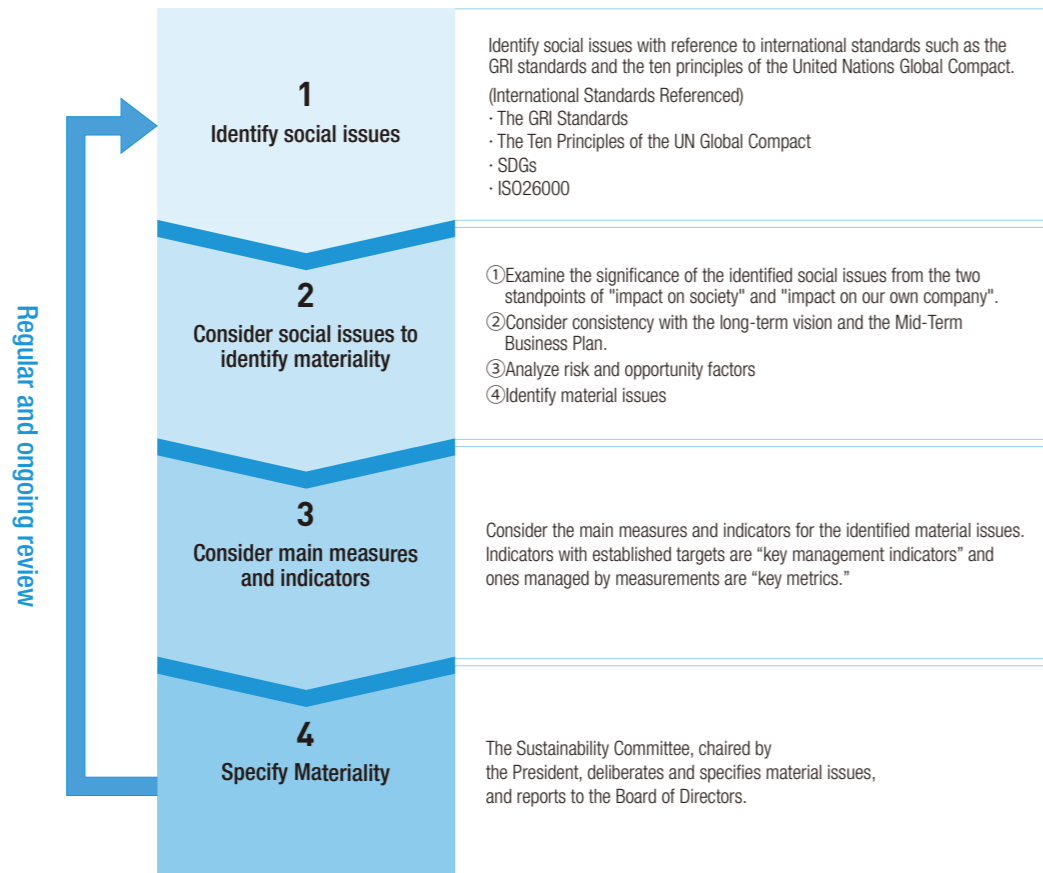 Regular and ongoing review
1
Identify social issues
Identify social issues with reference to international standards such as the
GRI standards and the ten principles of the United Nations Global Compact.
(International Standards Referenced)
· The GRI Standards
· The Ten Principles of the UN Global Compact
· SDGs
· ISO26000
2
Consider social issues to
identify materiality
①Examine the significance of the identified social issues from the two
standpoints of "impact on society" and "impact on our own company".
②Consider consistency with the long-term vision and the Mid-Term
Business Plan.
③Analyze risk and opportunity factors
④Identify material issues
3
Consider main measures
and indicators
Consider the main measures and indicators for the identified material issues.
Indicators with established targets are “key management indicators” and
ones managed by measurements are “key metrics.”
4
Specify Materiality
The Sustainability Committee, chaired by
the President, deliberates and specifies material issues,
and reports to the Board of Directors.